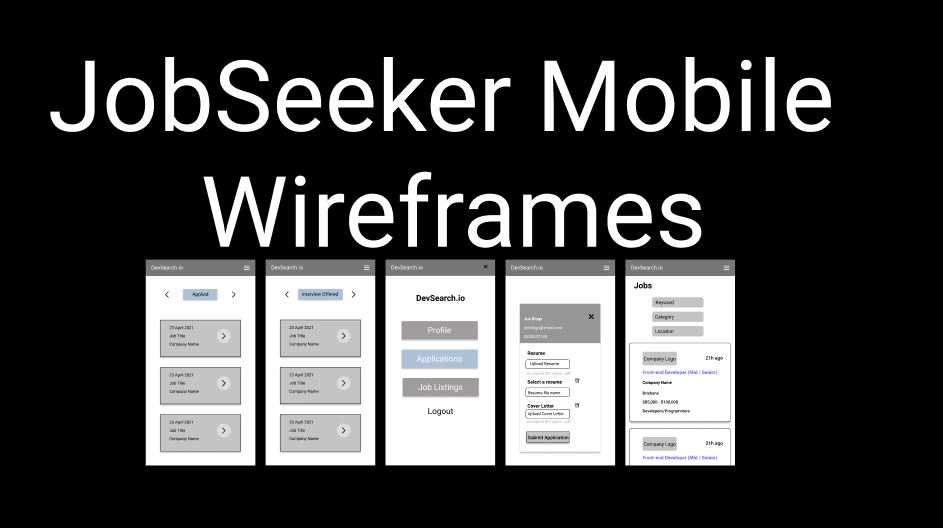 JobSeeker Mobile
Wireframes
DevSearch.io
Applied
23 April 2021
Job Title
Company Name
23 April 2021
Job Title
Company Name
23 April 2021
Job Title
Company Name
DevSearch.io
Interview Offered
23 April 2021
Job Title
Company Name
23 April 2021
Job Title
Company Name
23 April 2021
Job Title
Company Name
DevSearch.io
DevSearch.io
Profile
Applications
Job Listings
Logout
DevSearch.io
Joe Blogs
Resume
Upload Resume
Select a resume
Resume file name
Cover Letter
Upload Cover Letter
Submit Application
DevSearch.io
Jobs
Keyword
Category
Location
Company Logo
21h ago
Front-end Developer (Mid / Senior)
Company Name
Brisbane
$85,000 - $100,000
Developers/Programmers
Company Logo
21h ago
Front-end Developer (Mid / Senior)